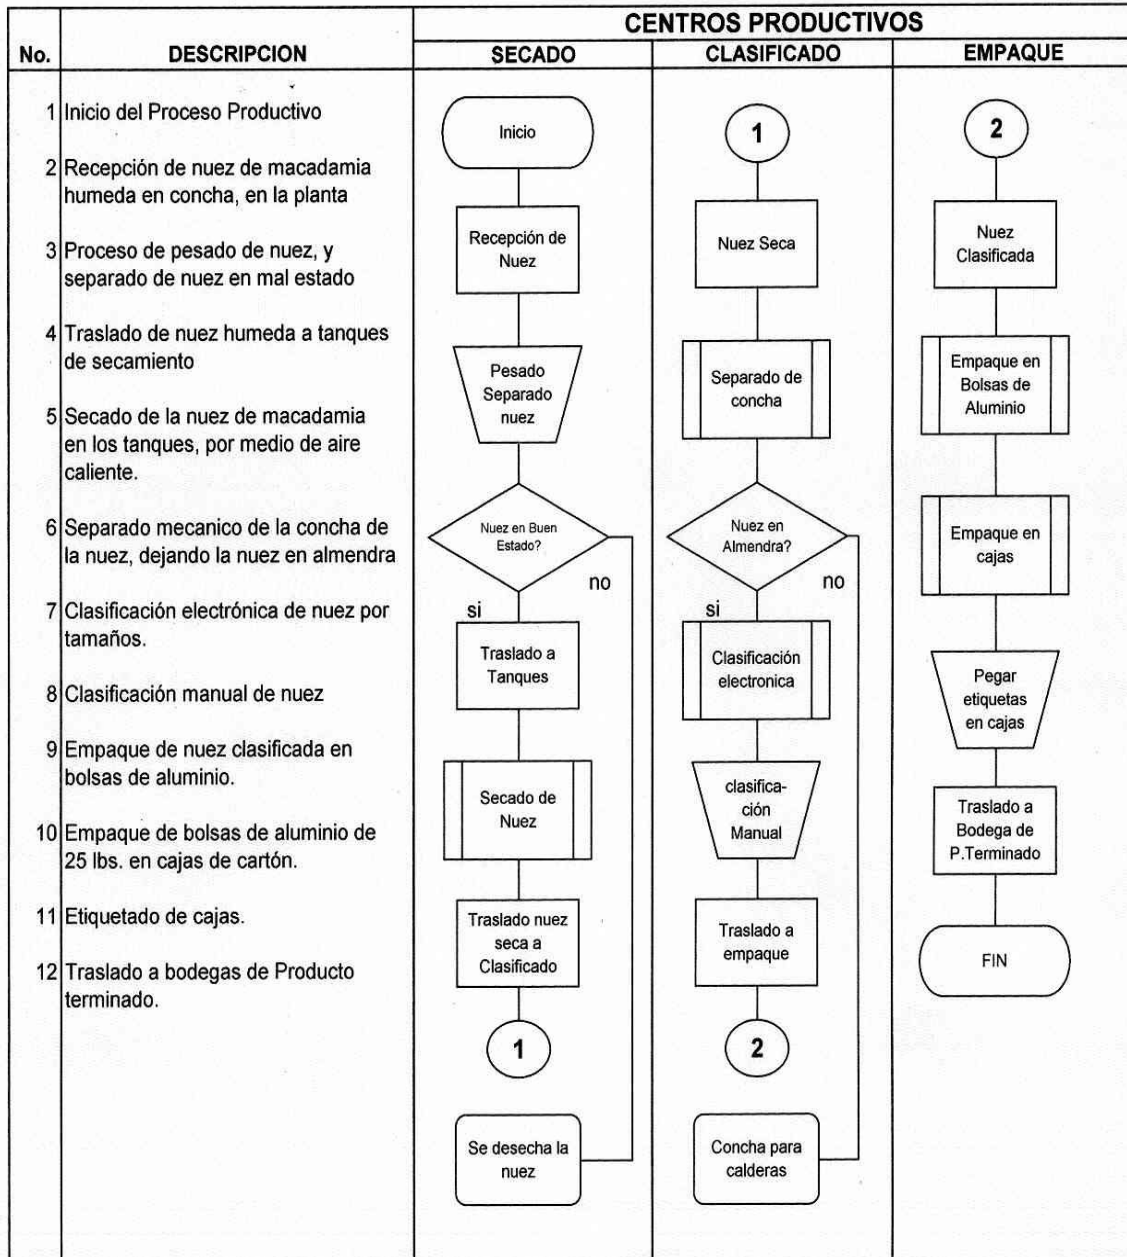 CENTROS PRODUCTIVOS
No.
DESCRIPCION
SECADO
CLASIFICADO
EMPAQUE
1 Inicio del Proceso Productivo
2 Recepción de nuez de macadamia
humeda en concha, en la planta
3 Proceso de pesado de nuez, y
separado de nuez en mal estado
4 Traslado de nuez humeda a tanques
de secamiento
5 Secado de la nuez de macadamia
en los tanques, por medio de aire
caliente.
6 Separado mecanico de la concha de
la nuez, dejando la nuez en almendra
7 Clasificación electrónica de nuez por
tamaños.
8 Clasificación manual de nuez
9 Empaque de nuez clasificada en
bolsas de aluminio.
10 Empaque de bolsas de aluminio de
25 lbs. en cajas de cartón.
11 Etiquetado de cajas.
12 Traslado a bodegas de Producto
terminado.
Inicio
Recepción de
Nuez
Pesado
Separado
nuez
Nuez en Buen
Estado?
no
si
Traslado a
Tanques
Secado de
Nuez
Traslado nuez
seca a
Clasificado
1
Se desecha la
nuez
1
Nuez Seca
Separado de
concha
Nuez en
Almendra?
no
si
Clasificación
electronica
clasifica-
ción
Manual
Traslado a
empaque
2
Concha para
calderas
2
Nuez
Clasificada
Empaque en
Bolsas de
Aluminio
Empaque en
cajas
Pegar
etiquetas
en cajas
Traslado a
Bodega de
P.Terminado
FIN